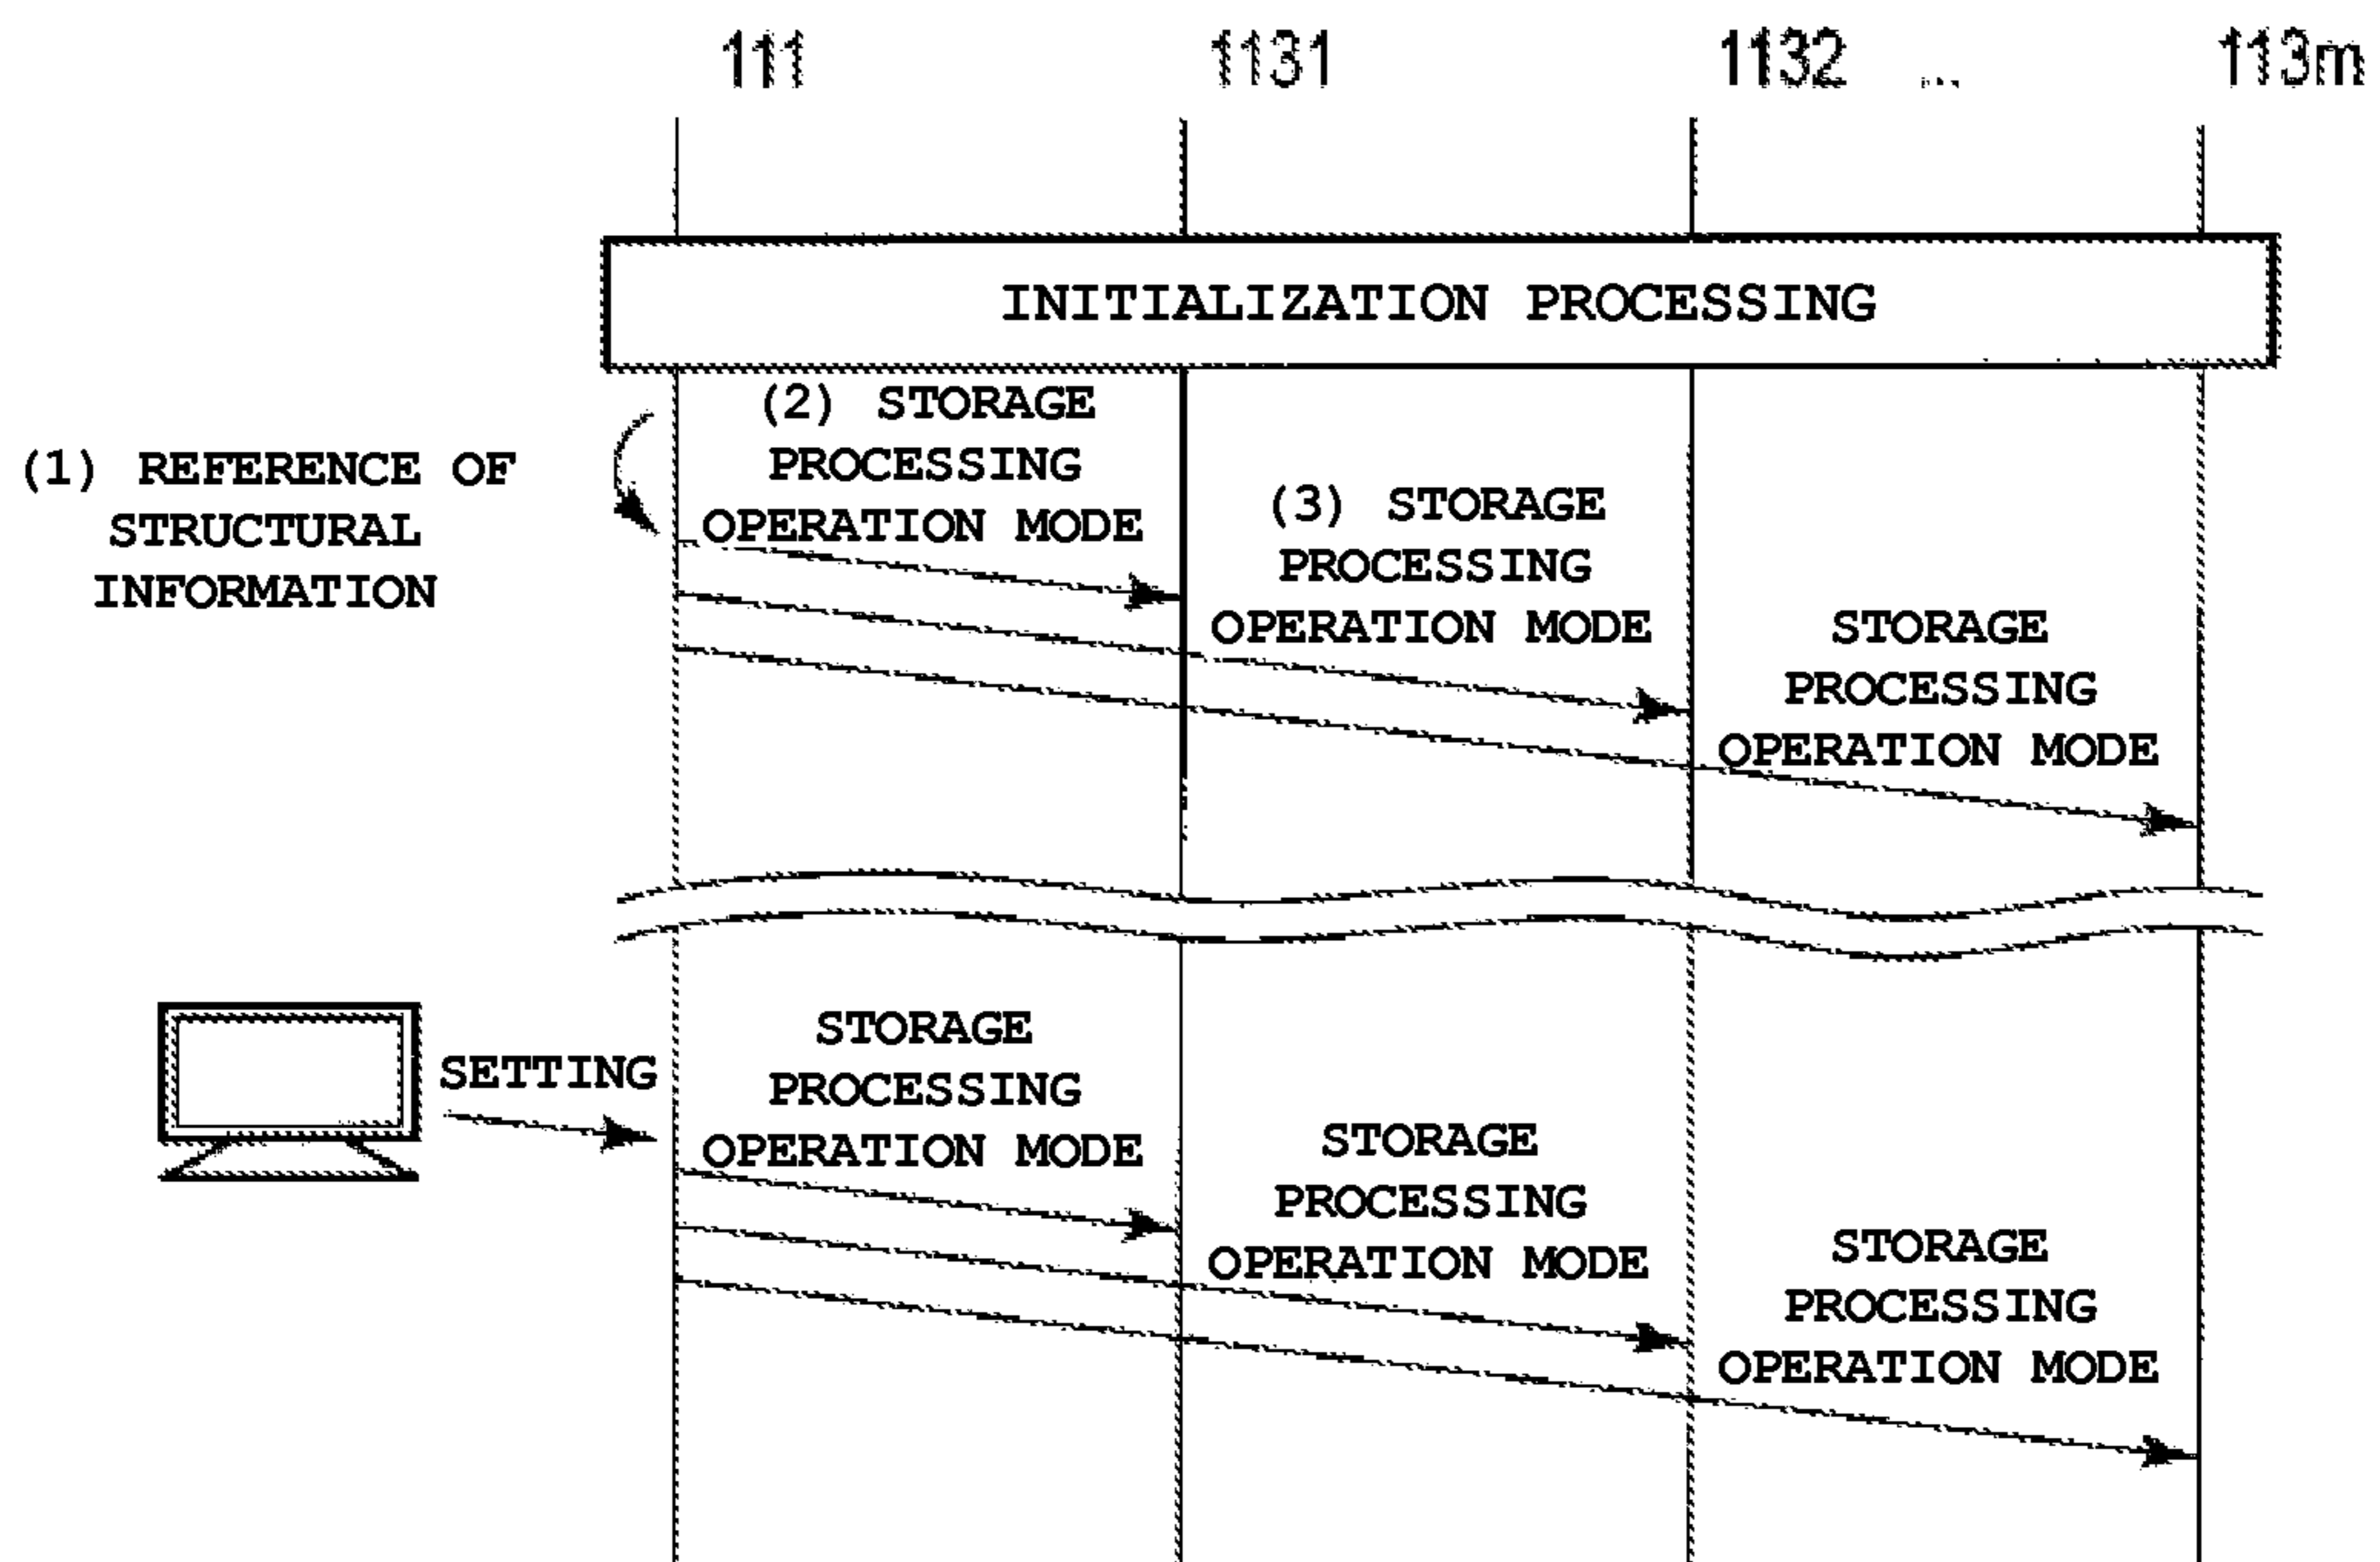 111 1131 1132 ... 113m
INITIALIZATION PROCESSING
(1) REFERENCE OF
STRUCTURAL
INFORMATION
(2) STORAGE
PROCESSING
OPERATION MODE
(3) STORAGE
PROCESSING
OPERATION MODE
STORAGE
PROCESSING
OPERATION MODE
SETTING
STORAGE
PROCESSING
OPERATION MODE
STORAGE
PROCESSING
OPERATION MODE
STORAGE
PROCESSING
OPERATION MODE